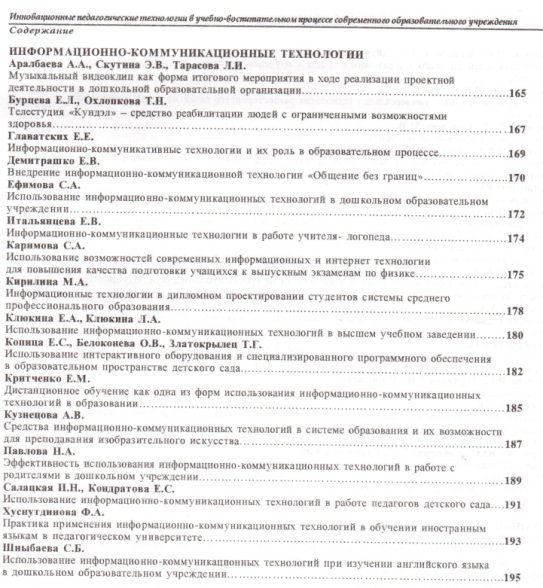 Инновационные педагогические технологии в учебно-воспитательном процессе современного образовательного учреждения
Содержание
ИНФОРМАЦИОННО-КОММУНИКАЦИОННЫЕ ТЕХНОЛОГИИ
Аралбаева А.А., Скутина Э.В., Тарасова Л.И.
Музыкальный видеоклип как форма итогового мероприятия в ходе реализации проектной
деятельности в дошкольной образовательной организации...165
Бурцева Е.Л., Охлопкова Т.Н.
Телестудия «Кундэл» – средство реабилитации людей с ограниченными возможностями
здоровья...167
Главатских Е.Е.
Информационно-коммуникативные технологии и их роль в образовательном процессе...169
Демитрашко Е.В.
Внедрение информационно-коммуникационной технологии «Общение без границ»...170
Ефимова С.А.
Использование информационно-коммуникационных технологий в дошкольном образовательном
учреждении...172
Итальянцева Е.В.
Информационно-коммуникационные технологии в работе учителя- логопеда...174
Каримова С.А.
Использование возможностей современных информационных и интернет технологии
для повышения качества подготовки учащихся к выпускным экзаменам по физике...175
Кирилина М.А.
Информационные технологии в дипломном проектировании студентов системы среднего
профессионального образования...178
Клюкина Е.А., Клюкина Л.А.
Использование информационно-коммуникационных технологий в высшем учебном заведении...180
Копица Е.С., Белоконева О.В., Златокрылец Т.Г.
Использование интерактивного оборудования и специализированного программного обеспечения
в образовательном пространстве детского сада...182
Критченко Е.М.
Дистанционное обучение как одна из форм использования информационно-коммуникационных
технологий в образовании...185
Кузнецова А.В.
Средства информационно-коммуникационных технологий в системе образования и их возможности
для преподавания изобразительного искусства...187
Павлова Н.А.
Эффективность использования информационно-коммуникационных технологий в работе с
родителями в дошкольном учреждении...189
Салацкая И.Н., Кондратова Е.С.
Использование информационно-коммуникационных технологий в работе педагогов детского сада....191
Хуснутдинова Ф.А.
Практика применения информационно-коммуникационных технологий в обучении иностранным
языкам в педагогическом университете...193
Шныбаева С.Б.
Использование информационно-коммуникационных технологий при изучении английского языка
в дошкольном образовательном учреждении...195